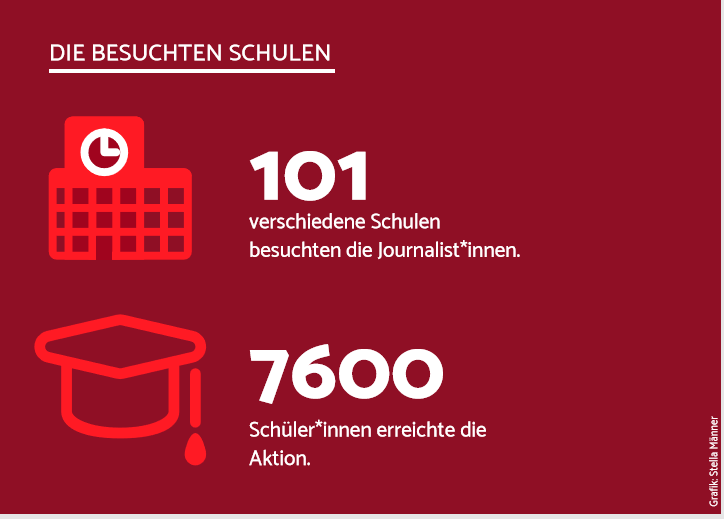 DIE BESUCHTEN SCHULEN
101
verschiedene Schulen
besuchten die Journalist*innen.
7600
Schüler*innen erreichte die
Aktion.
Grafik: Stella Männer